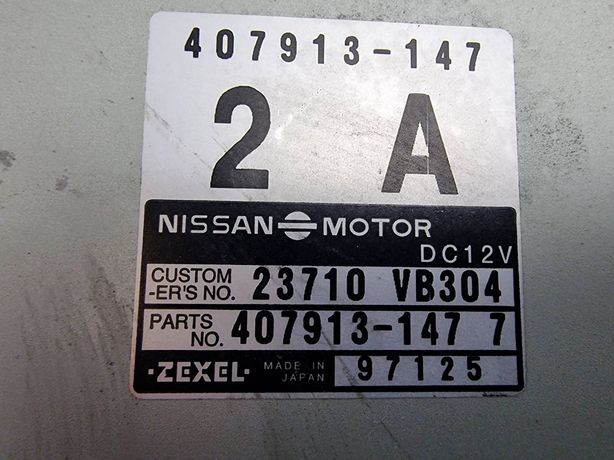 407913-147
2 A
NISSAN MOTOR
DC12V
CUSTOM
-ER'S NO. 23710 VB304
PARTS
NO. 407913-147 7
·ZEXEL· MADE IN
JAPAN 97125